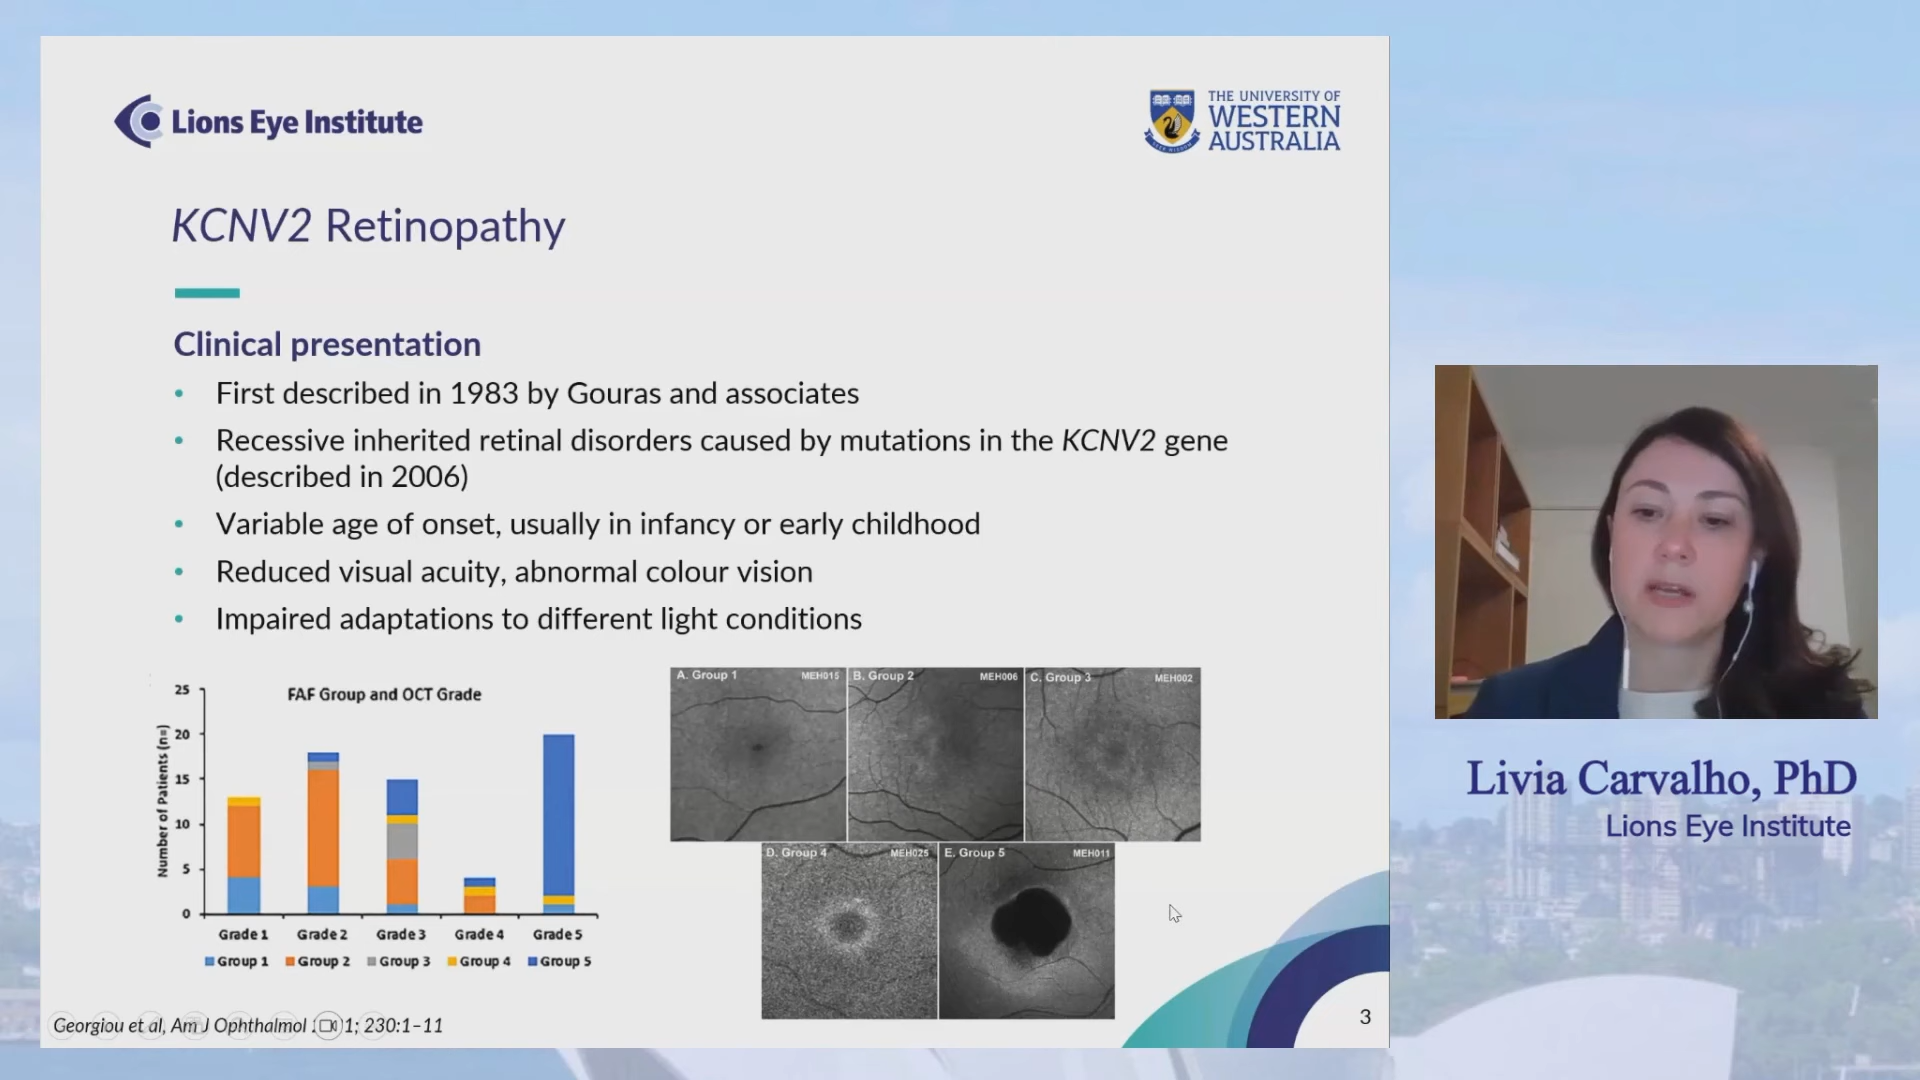 Lions Eye Institute
THE UNIVERSITY OF
WESTERN
AUSTRALIA
KCNV2 Retinopathy
Clinical presentation
• First described in 1983 by Gouras and associates
• Recessive inherited retinal disorders caused by mutations in the KCNV2 gene
(described in 2006)
• Variable age of onset, usually in infancy or early childhood
• Reduced visual acuity, abnormal colour vision
• Impaired adaptations to different light conditions
FAF Group and OCT Grade
Number of Patients (n=)
25
20
15
10
5
0
Grade 1 Grade 2 Grade 3 Grade 4 Grade 5
Group 1 Group 2 Group 3 Group 4 Group 5
A. Group 1 MEH015
B. Group 2 MEH006
C. Group 3 MEH002
D. Group 4 MEH025
E. Group 5 MEH011
Georgiou et al, Am J Ophthalmol 1; 230:1–11
3
Livia Carvalho, PhD
Lions Eye Institute